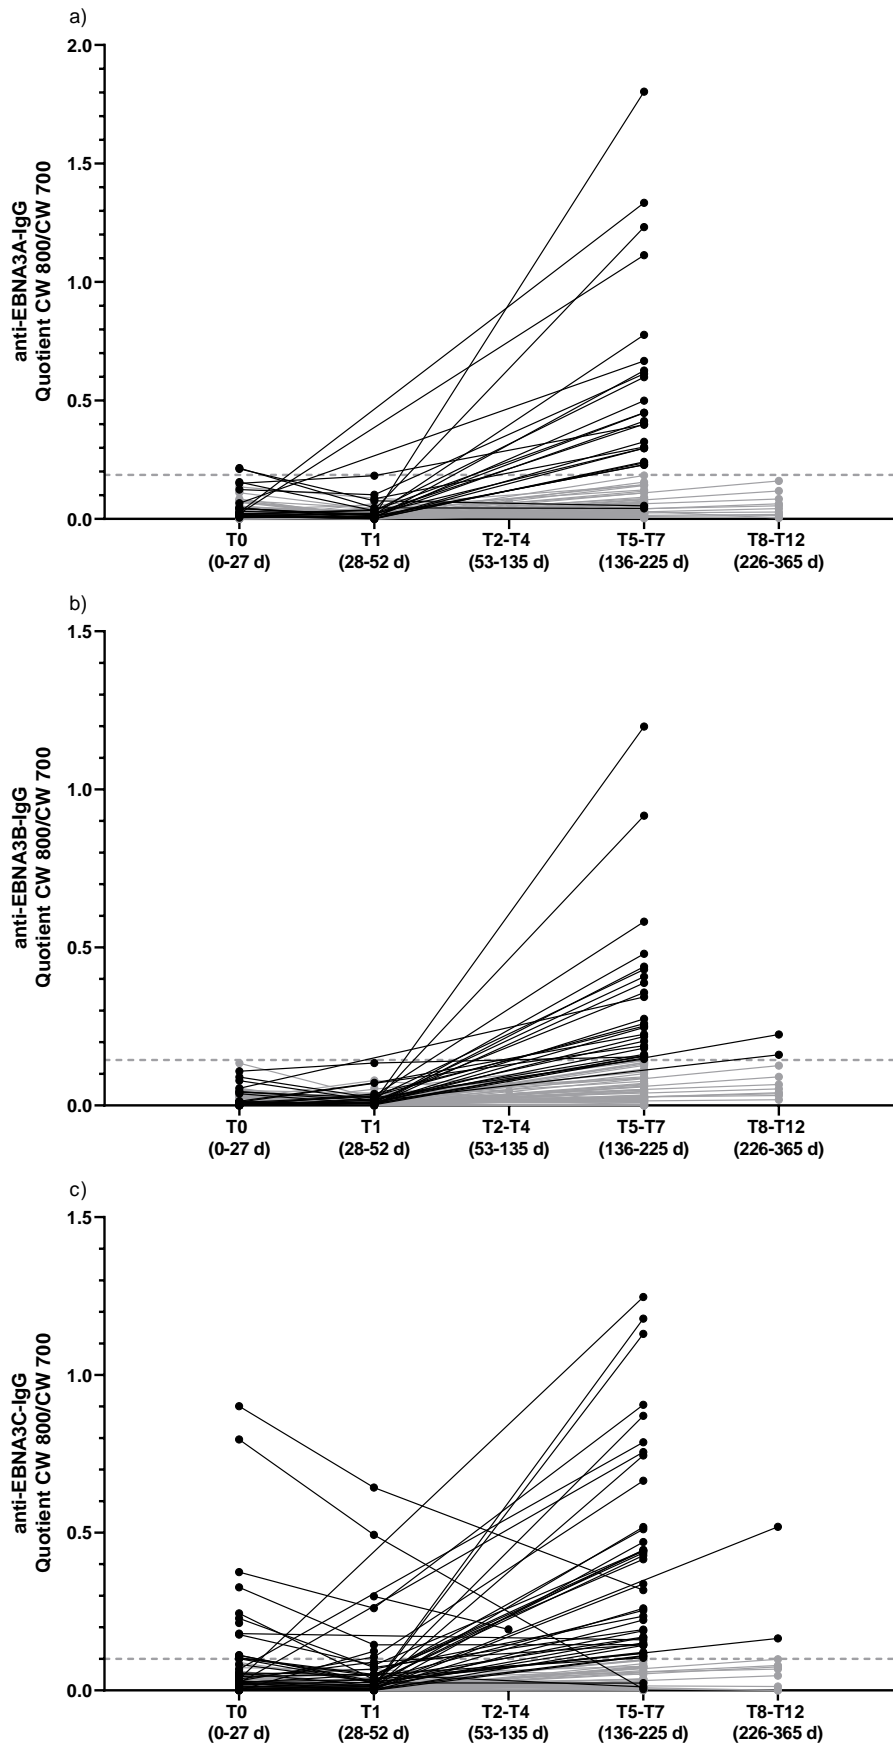 a)
anti-EBNA3A-IgG
Quotient CW 800/CW 700
2.0
1.5
1.0
0.5
0.0
T0
(0-27 d)
T1
(28-52 d)
T2-T4
(53-135 d)
T5-T7
(136-225 d)
T8-T12
(226-365 d)
b)
anti-EBNA3B-IgG
Quotient CW 800/CW 700
1.5
1.0
0.5
0.0
T0
(0-27 d)
T1
(28-52 d)
T2-T4
(53-135 d)
T5-T7
(136-225 d)
T8-T12
(226-365 d)
c)
anti-EBNA3C-IgG
Quotient CW 800/CW 700
1.5
1.0
0.5
0.0
T0
(0-27 d)
T1
(28-52 d)
T2-T4
(53-135 d)
T5-T7
(136-225 d)
T8-T12
(226-365 d)